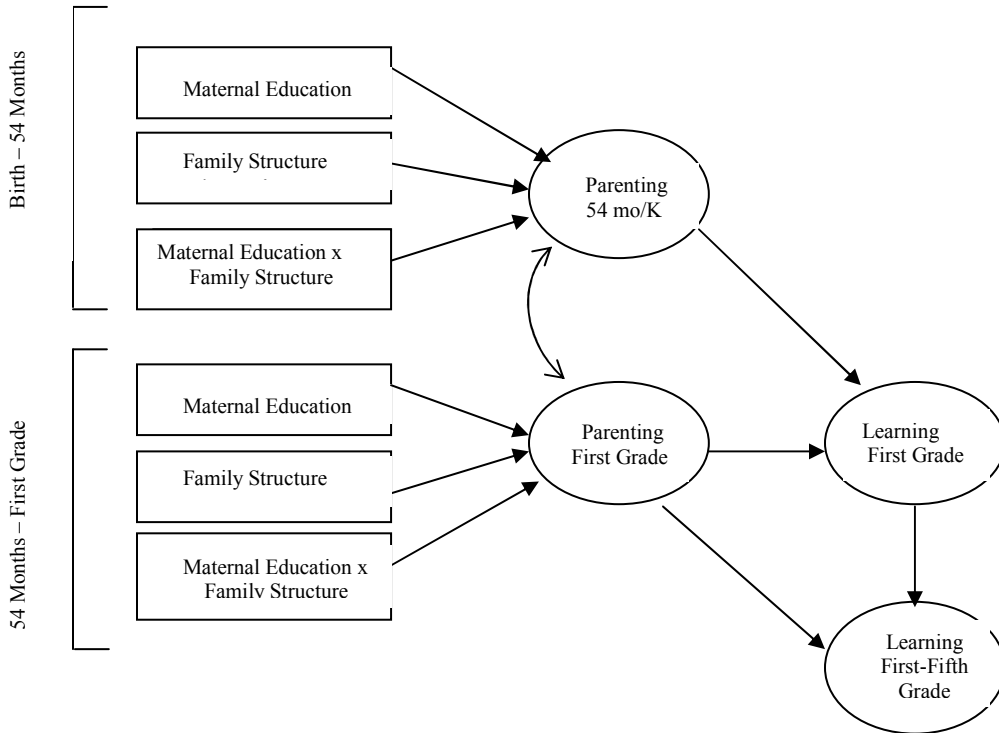 Birth – 54 Months
Maternal Education
Family Structure
Maternal Education x
Family Structure
Parenting
54 mo/K
54 Months – First Grade
Maternal Education
Family Structure
Maternal Education x
Family Structure
Parenting
First Grade
Learning
First Grade
Learning
First-Fifth
Grade